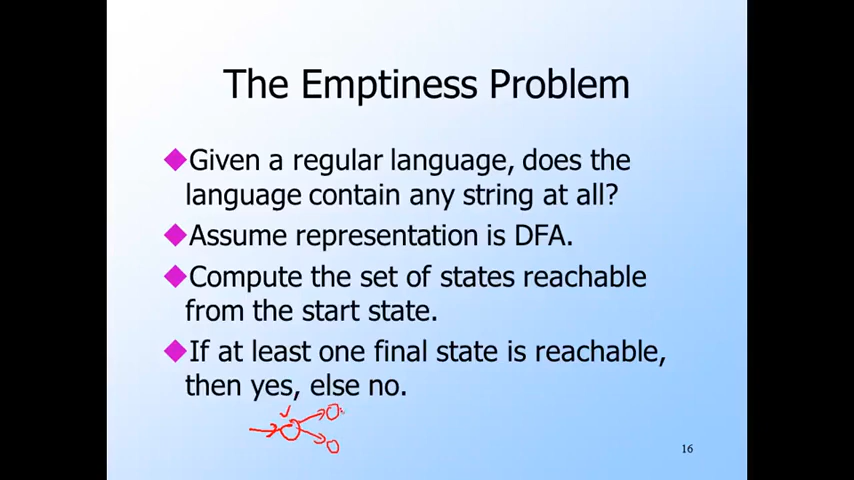 The Emptiness Problem
Given a regular language, does the
language contain any string at all?
Assume representation is DFA.
Compute the set of states reachable
from the start state.
If at least one final state is reachable,
then yes, else no.
16